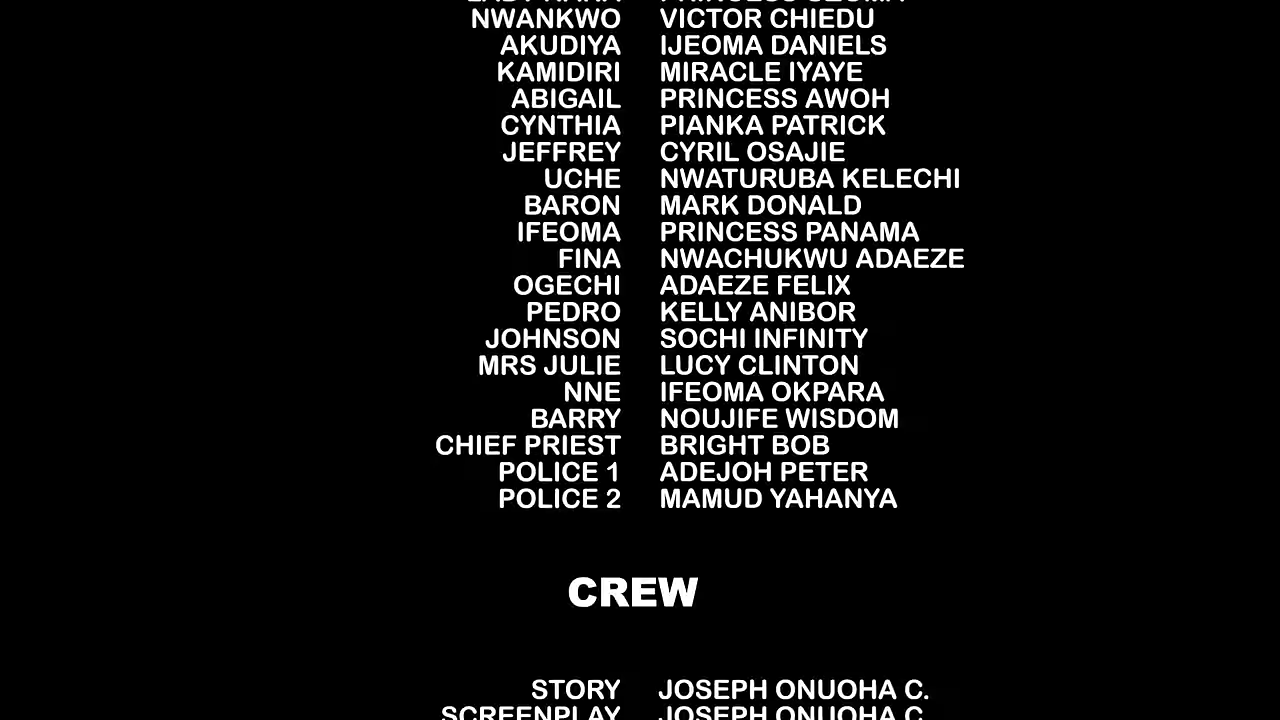 NWANKWO VICTOR CHIEDU
AKUDIYA IJEOMA DANIELS
KAMIDIRI MIRACLE IYAYE
ABIGAIL PRINCESS AWOH
CYNTHIA PIANKA PATRICK
JEFFREY CYRIL OSAJIE
UCHE NWATURUBA KELECHI
BARON MARK DONALD
IFEOMA PRINCESS PANAMA
FINA NWACHUKWU ADAEZE
OGECHI ADAEZE FELIX
PEDRO KELLY ANIBOR
JOHNSON SOCHI INFINITY
MRS JULIE LUCY CLINTON
NNE IFEOMA OKPARA
BARRY NOUJIFE WISDOM
CHIEF PRIEST BRIGHT BOB
POLICE 1 ADEJOH PETER
POLICE 2 MAMUD YAHANYA
CREW
STORY JOSEPH ONUOHA C.
SCREENPLAY JOSEPH ONUOHA C